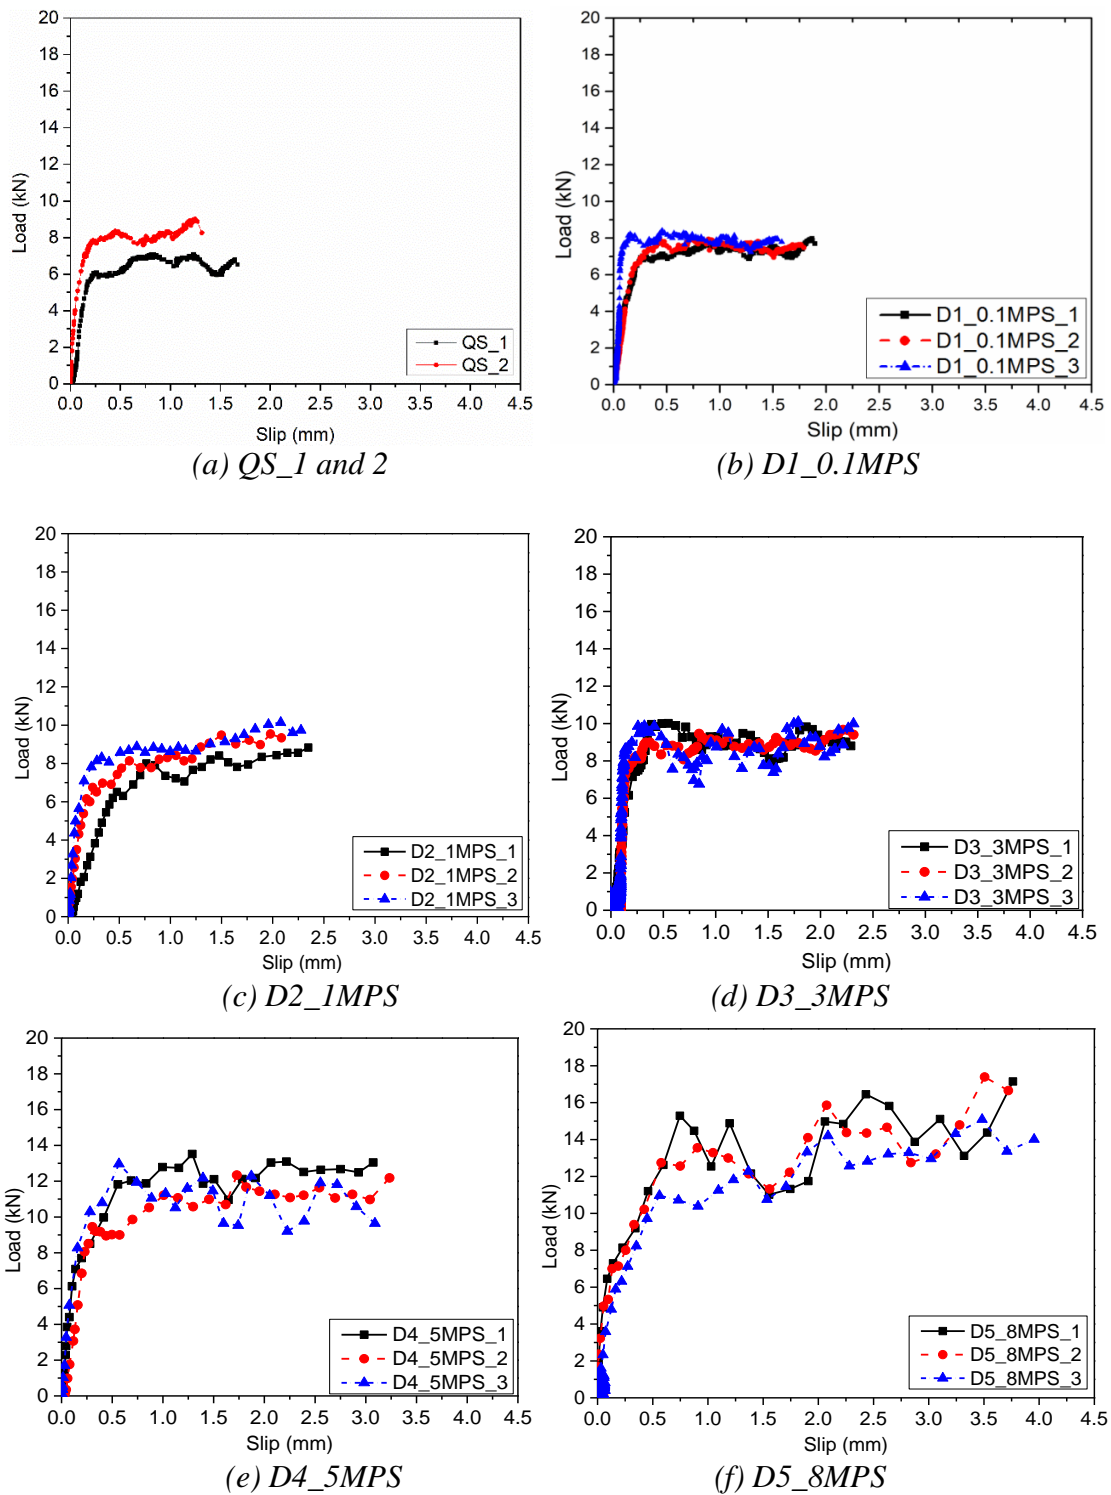 20
18
16
14
12
10
8
6
4
2
0
Load (kN)
QS_1
QS_2
0.0 0.5 1.0 1.5 2.0 2.5 3.0 3.5 4.0 4.5
Slip (mm)
(a) QS_1 and 2
20
18
16
14
12
10
8
6
4
2
0
Load (kN)
D1_0.1MPS_1
D1_0.1MPS_2
D1_0.1MPS_3
0.0 0.5 1.0 1.5 2.0 2.5 3.0 3.5 4.0 4.5
Slip (mm)
(b) D1_0.1MPS
20
18
16
14
12
10
8
6
4
2
0
Load (kN)
D2_1MPS_1
D2_1MPS_2
D2_1MPS_3
0.0 0.5 1.0 1.5 2.0 2.5 3.0 3.5 4.0 4.5
Slip (mm)
(c) D2_1MPS
20
18
16
14
12
10
8
6
4
2
0
Load (kN)
D3_3MPS_1
D3_3MPS_2
D3_3MPS_3
0.0 0.5 1.0 1.5 2.0 2.5 3.0 3.5 4.0 4.5
Slip (mm)
(d) D3_3MPS
20
18
16
14
12
10
8
6
4
2
0
Load (kN)
D4_5MPS_1
D4_5MPS_2
D4_5MPS_3
0.0 0.5 1.0 1.5 2.0 2.5 3.0 3.5 4.0 4.5
Slip (mm)
(e) D4_5MPS
20
18
16
14
12
10
8
6
4
2
0
Load (kN)
D5_8MPS_1
D5_8MPS_2
D5_8MPS_3
0.0 0.5 1.0 1.5 2.0 2.5 3.0 3.5 4.0 4.5
Slip (mm)
(f) D5_8MPS